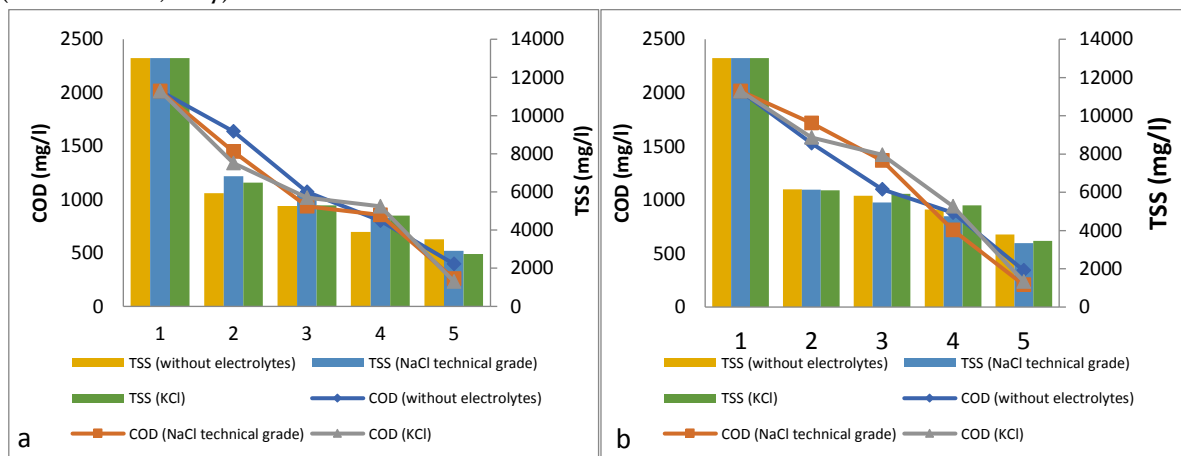 2500
2000
1500
1000
500
0
COD (mg/l)
14000
12000
10000
8000
6000
4000
2000
0
TSS (mg/l)
1 2 3 4 5
TSS (without electrolytes) TSS (NaCl technical grade)
TSS (KCl) COD (without electrolytes)
COD (NaCl technical grade) COD (KCl)
a
2500
2000
1500
1000
500
0
COD (mg/l)
14000
12000
10000
8000
6000
4000
2000
0
TSS (mg/l)
1 2 3 4 5
TSS (without electrolytes) TSS (NaCl technical grade)
TSS (KCl) COD (without electrolytes)
COD (NaCl technical grade) COD (KCl)
b